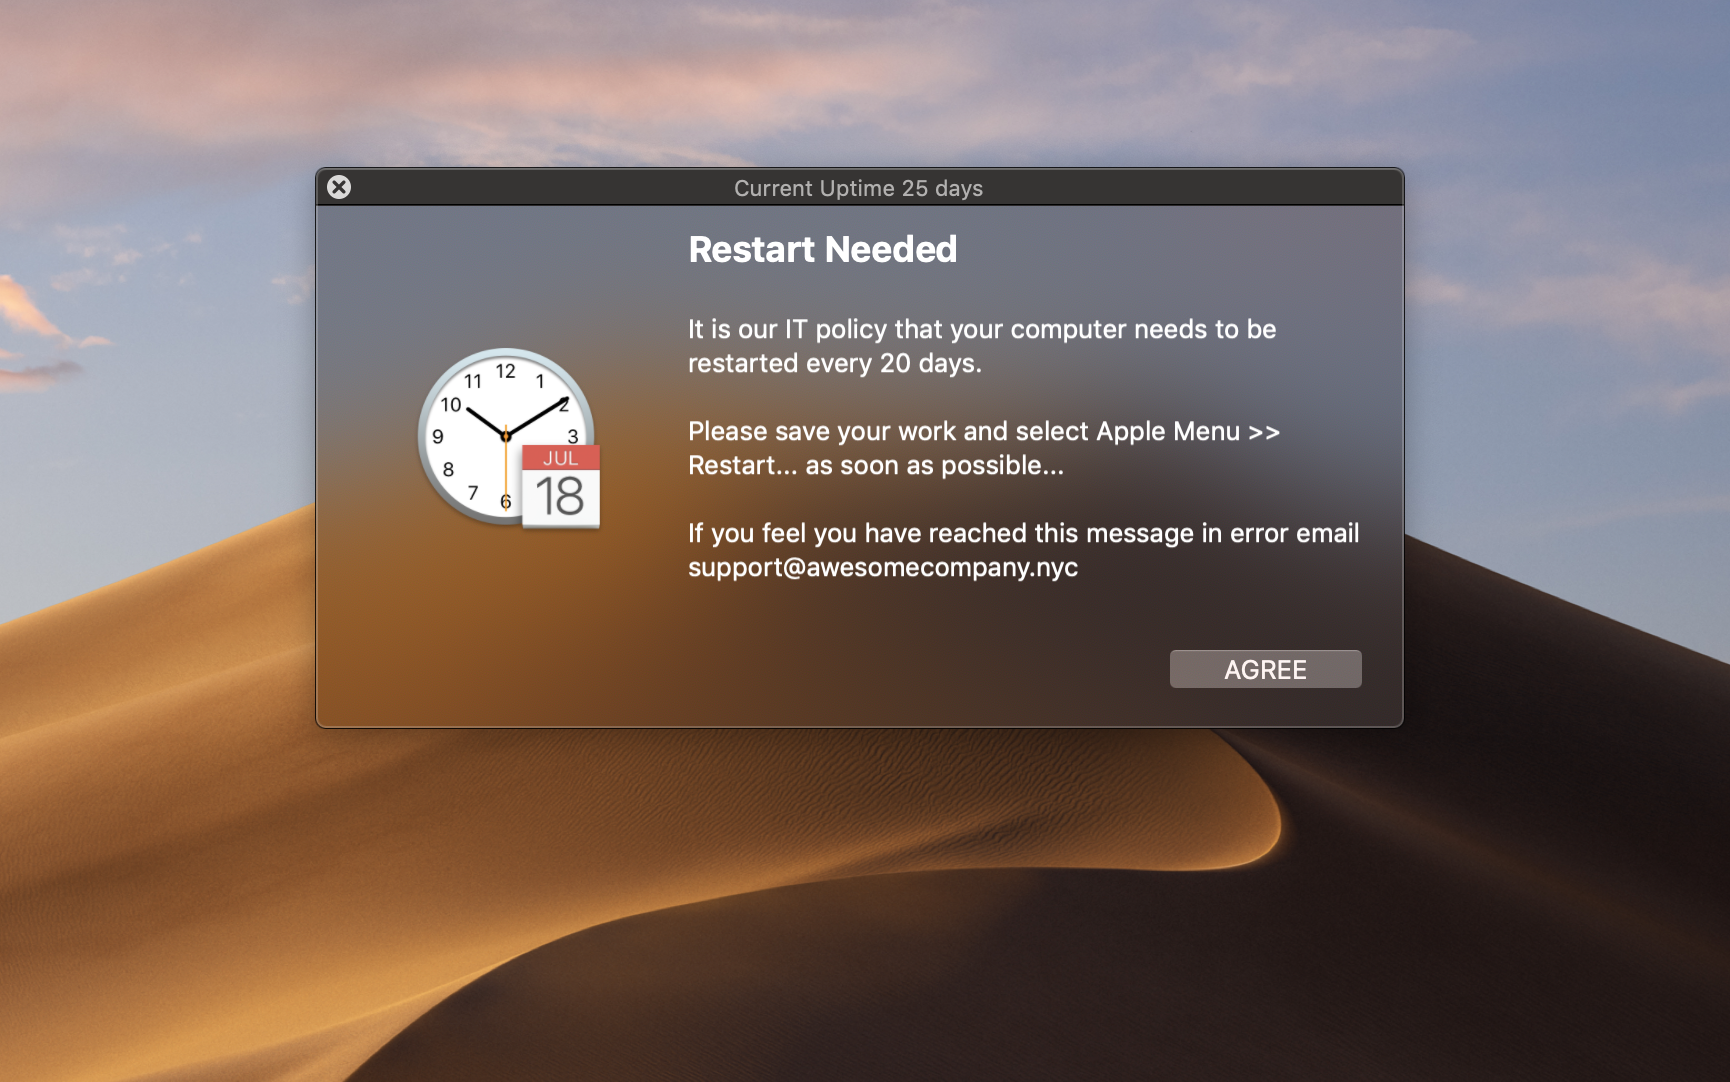 Current Uptime 25 days
Restart Needed
It is our IT policy that your computer needs to be
restarted every 20 days.
Please save your work and select Apple Menu >>
Restart... as soon as possible...
If you feel you have reached this message in error email
support@awesomecompany.nyc
12
11
1
10
2
9
3
8
7
6
JUL
18
AGREE